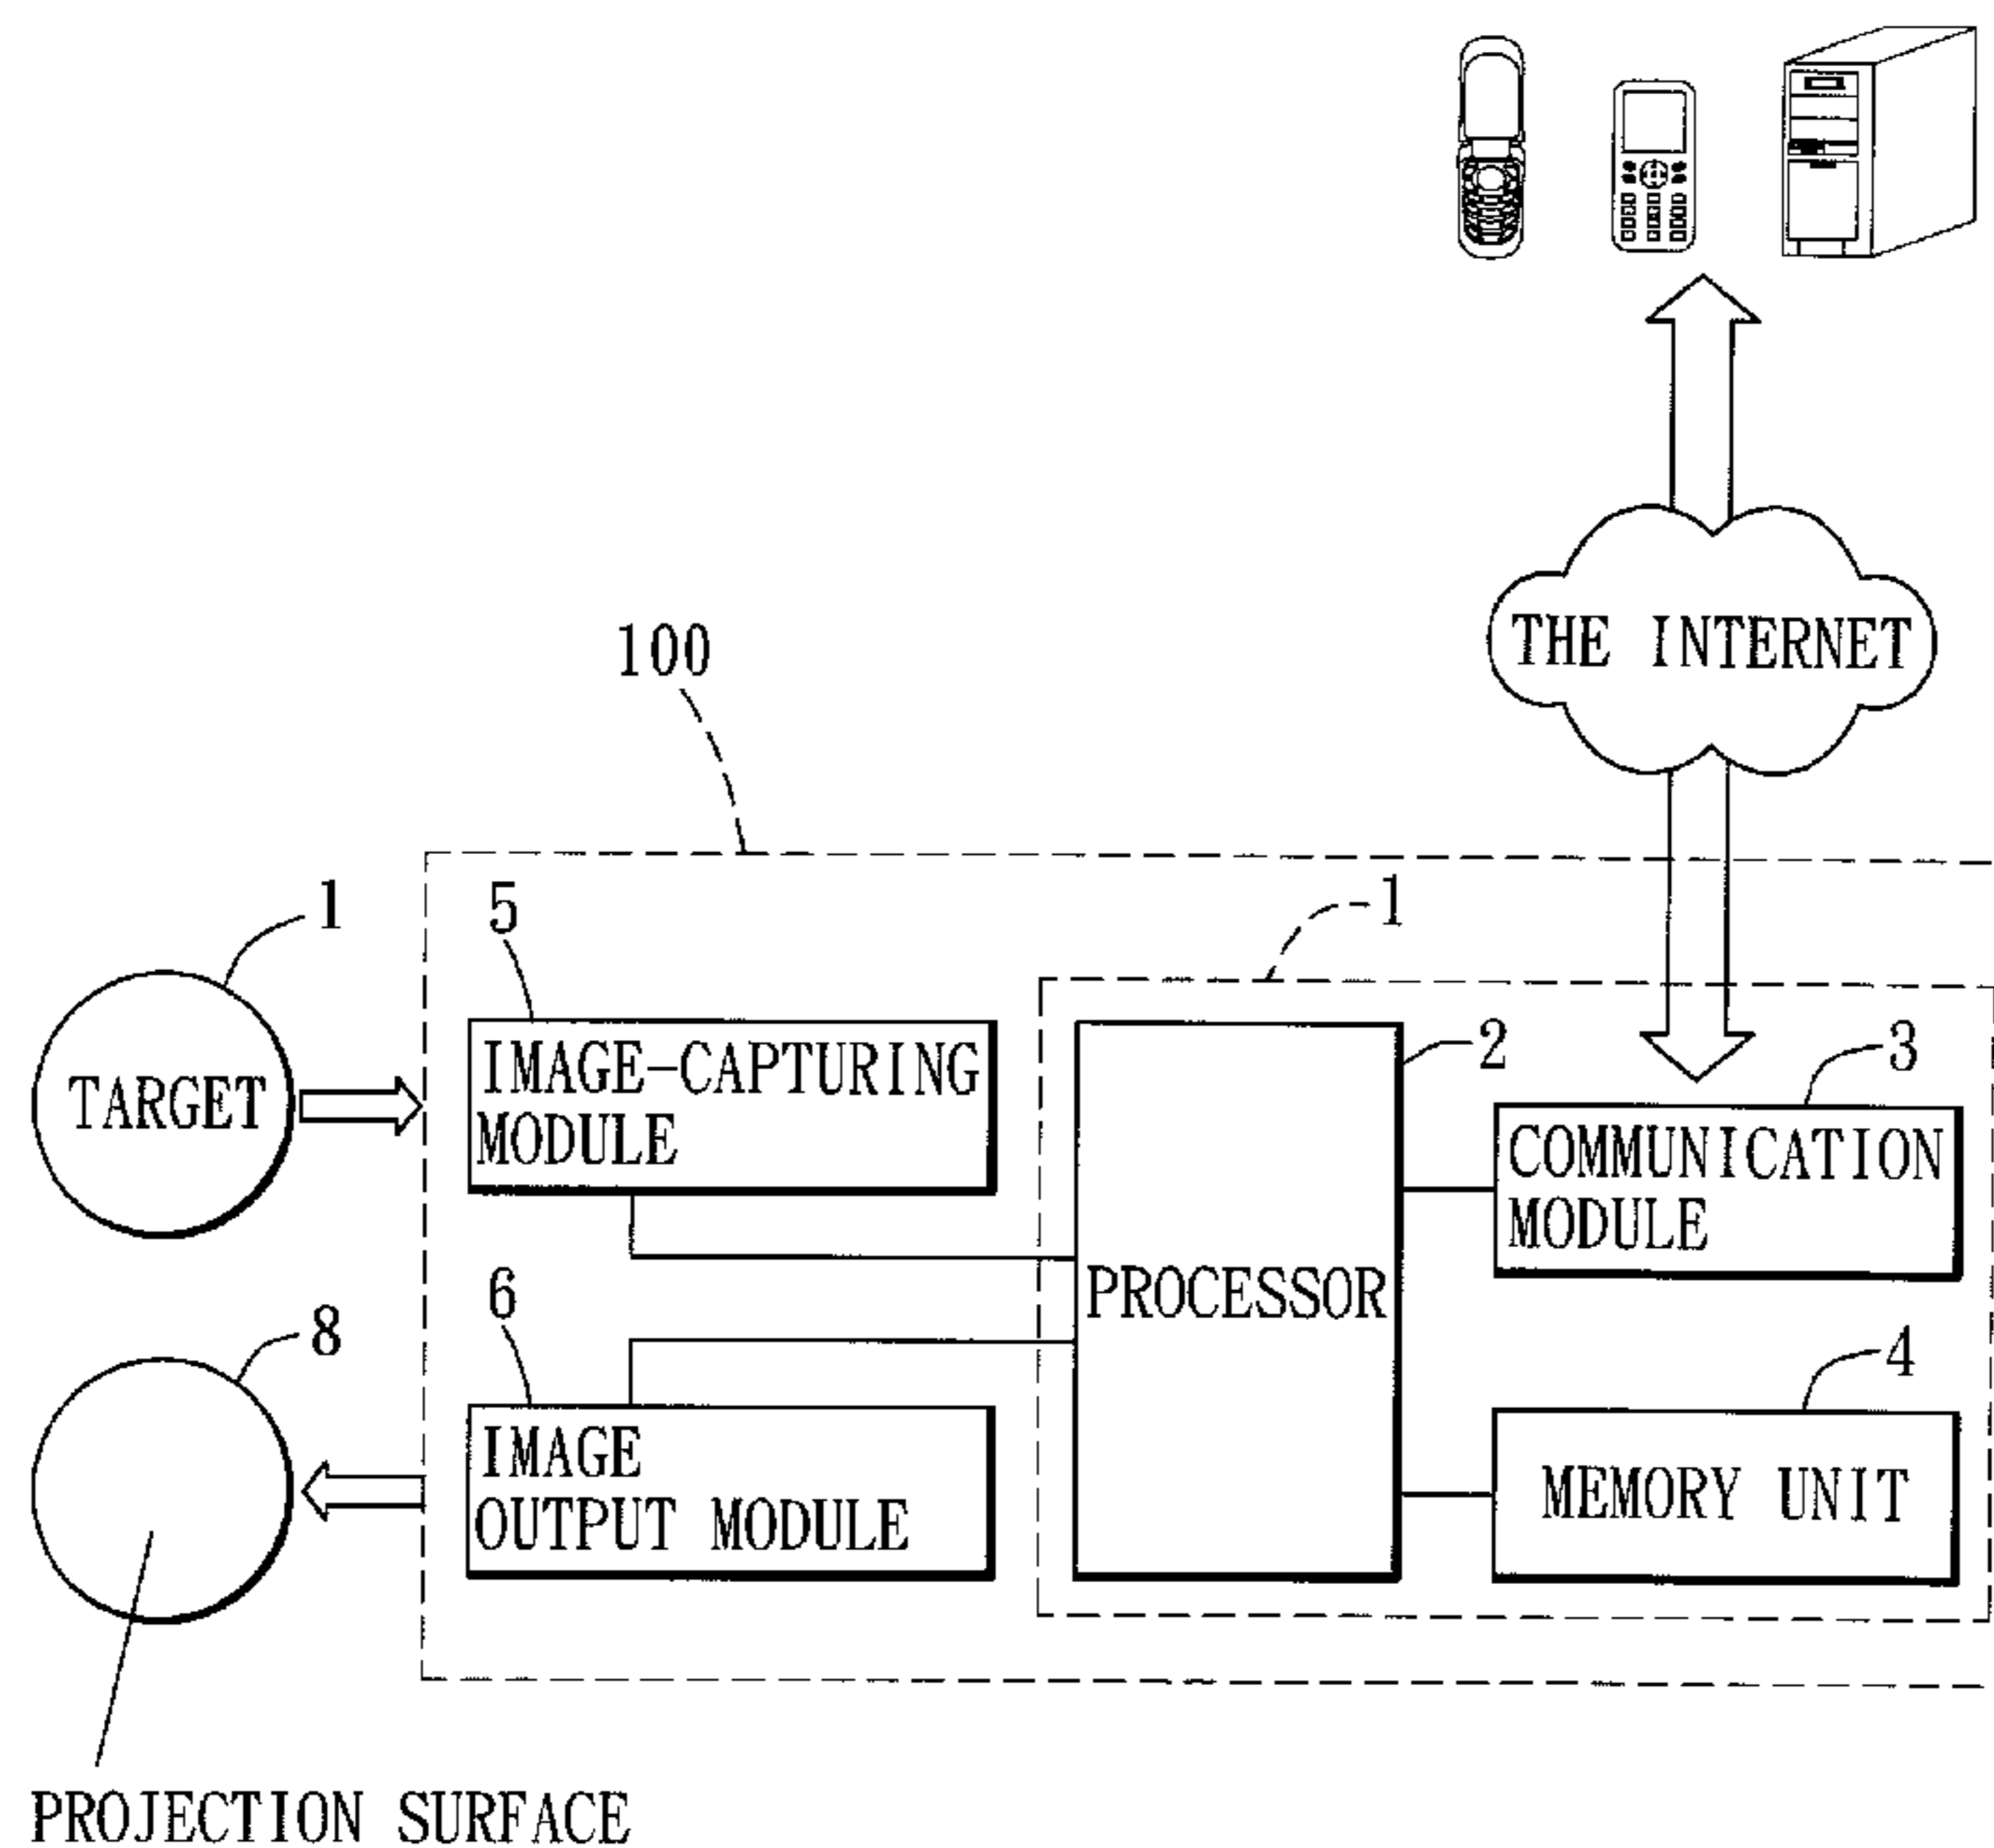 THE INTERNET
100
1
5
1
2
3
TARGET
IMAGE-CAPTURING
MODULE
COMMUNICATION
MODULE
PROCESSOR
6
8
4
IMAGE
OUTPUT MODULE
MEMORY UNIT
PROJECTION SURFACE